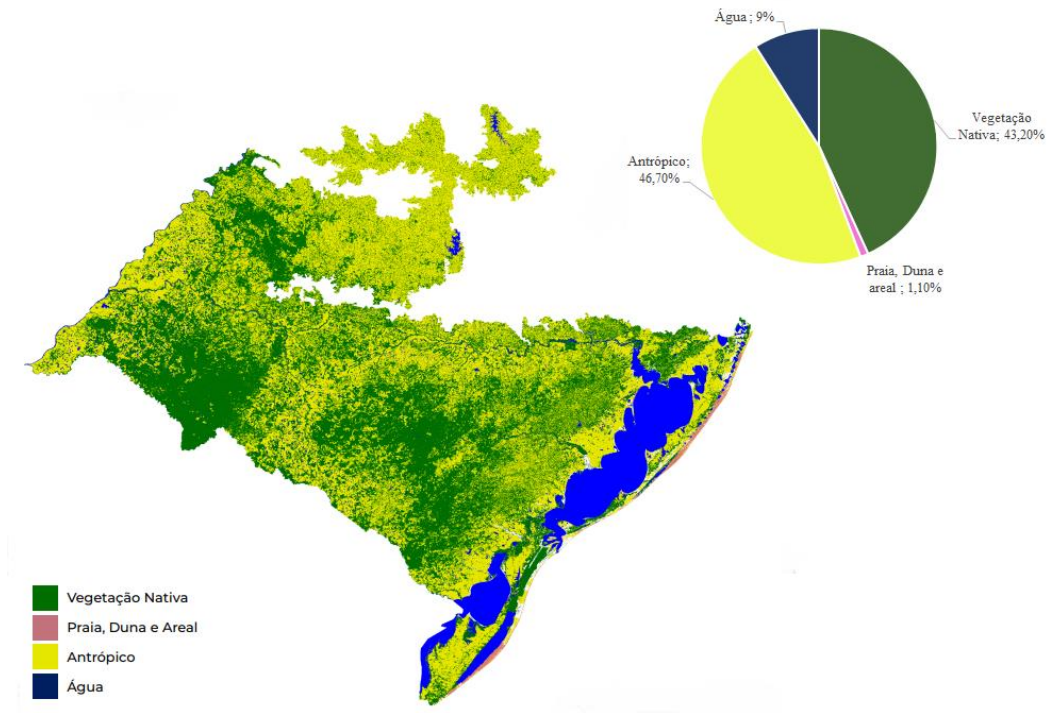 Água ; 9%
Vegetação
Nativa; 43,20%
Antrópico;
46,70%
Praia, Duna e
areal ; 1,10%
Vegetação Nativa
Praia, Duna e Areal
Antrópico
Água